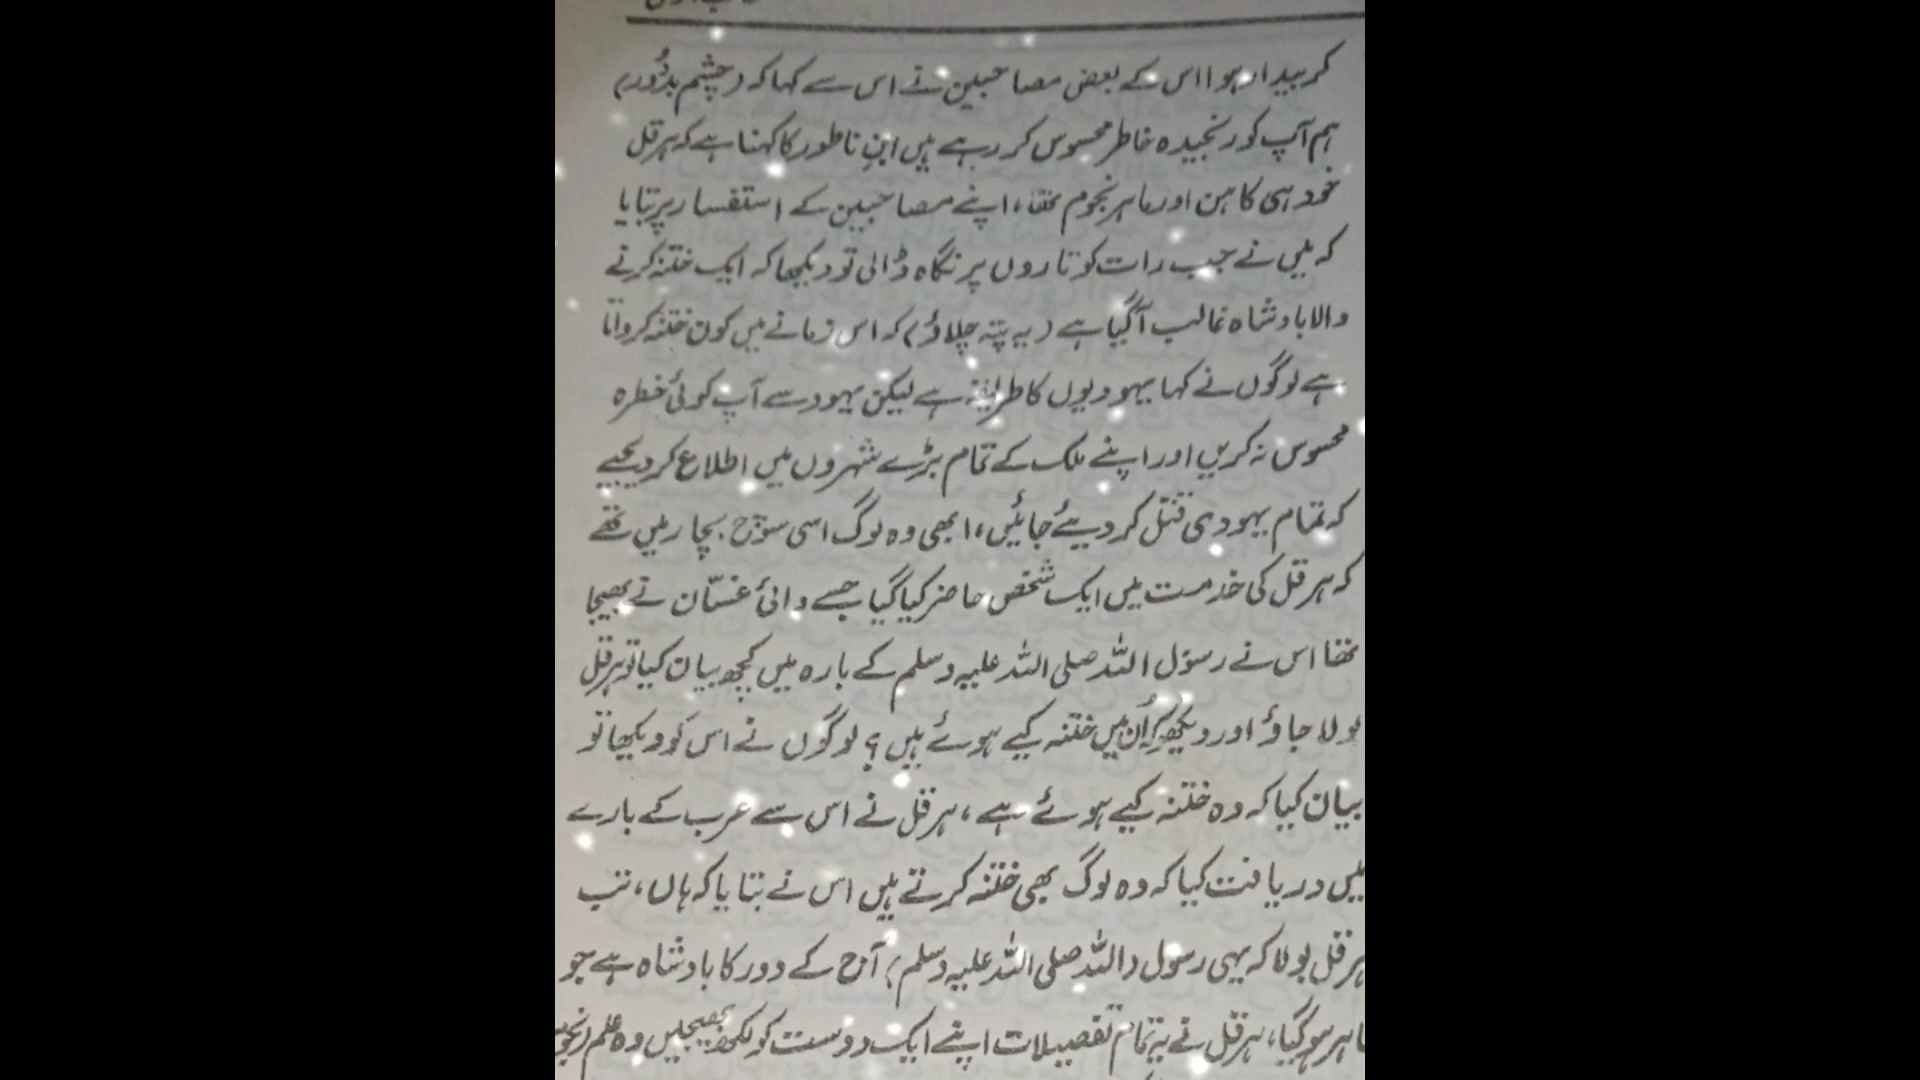 کر بیدار ہوا اس کے بعض مصاحبین نے اس سے کہا کہ (چشم بددُور)
ہم آپ کو رنجیدہ خاطر محسوس کر رہے ہیں ابنِ ناطور کا کہنا ہے کہ ہرقل
خود ہی کاہن اور ماہر نجوم تھا، اپنے مصاحبین کے استفسار پر بتایا
کہ میں نے جب رات کو تاروں پر نگاہ ڈالی تو دیکھا کہ ایک ختنہ کرنے
والا بادشاہ غالب آگیا ہے (یہ پتہ چلاؤ) کہ اس زمانے میں کون ختنہ کرواتا
ہے لوگوں نے کہا یہودیوں کا طریقہ ہے لیکن یہود سے آپ کوئی خطرہ
محسوس نہ کریں اور اپنے ملک کے تمام بڑے شہروں میں اطلاع کر دیجیے
کہ تمام یہودی قتل کر دیئے جائیں، ابھی وہ لوگ اسی سوچ بچار میں تھے
کہ ہرقل کی خدمت میں ایک شخص حاضر کیا گیا جسے والئ غسّان نے بھیجا
تھا اس نے رسول اللہ صلی اللہ علیہ وسلم کے بارہ میں کچھ بیان کیا تو ہرقل
بولا جاؤ اور دیکھو کہ اُن میں ختنہ کیے ہوئے ہیں؟ لوگوں نے اس کو دیکھا تو
بیان کیا کہ وہ ختنہ کیے ہوئے ہے، ہرقل نے اس سے عرب کے بارے
میں دریافت کیا کہ وہ لوگ بھی ختنہ کرتے ہیں اس نے بتایا کہ ہاں، تب
ہرقل بولا کہ یہی رسول (اللہ صلی اللہ علیہ وسلم) آج کے دور کا بادشاہ ہے جو
ظاہر ہو گیا، ہرقل نے یہ تمام تفصیلات اپنے ایک دوست کو لکھ بھیجیں وہ علم